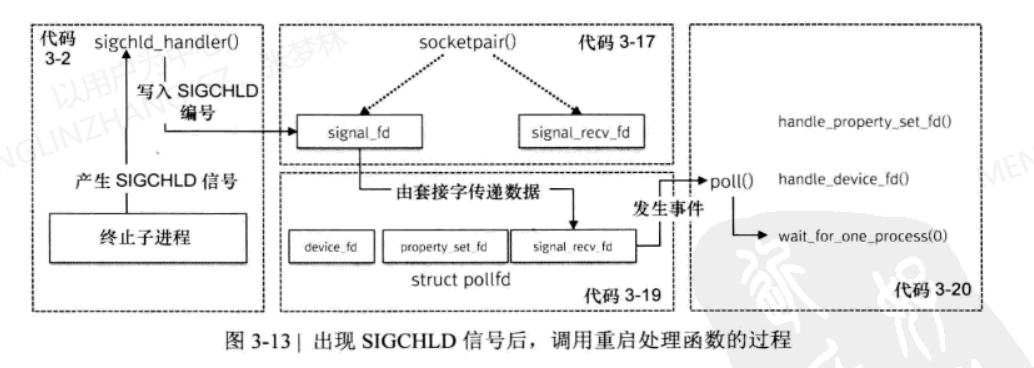 代码
3-2
sigchld_handler()
写入 SIGCHLD
编号
产生 SIGCHLD 信号
终止子进程
socketpair()
代码 3-17
signal_fd
signal_recv_fd
由套接字传递数据
device_fd
property_set_fd
signal_recv_fd
struct pollfd
代码 3-19
发生事件
poll()
handle_property_set_fd()
handle_device_fd()
wait_for_one_process(0)
代码 3-20
图 3-13 | 出现 SIGCHLD 信号后，调用重启处理函数的过程